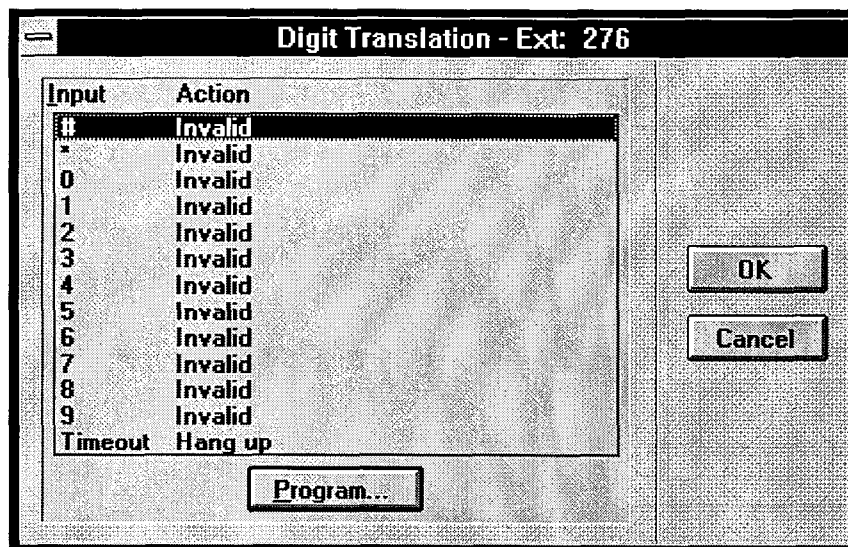 Digit Translation - Ext: 276
Input Action
# Invalid
* Invalid
0 Invalid
1 Invalid
2 Invalid
3 Invalid
4 Invalid
5 Invalid
6 Invalid
7 Invalid
8 Invalid
9 Invalid
Timeout Hang up
OK
Cancel
Program...